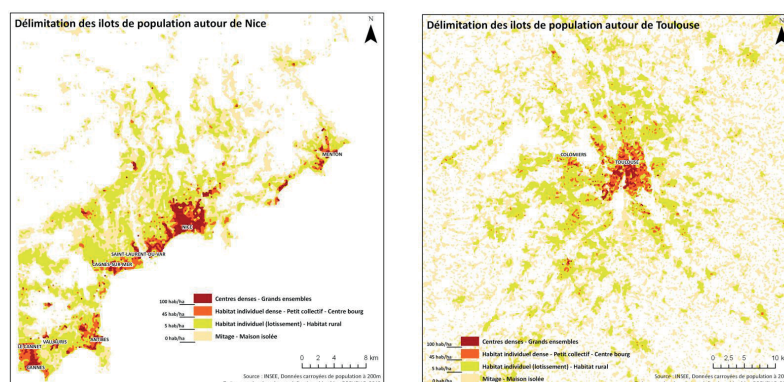 Délimitation des ilots de population autour de Nice
N
MENTON
NICE
SAINT-LAURENT-DU-VAR
CAGNES-SUR-MER
VALLAURIS
ANTIBES
LE CANNET
CANNES
100 hab/ha
Centres denses - Grands ensembles
45 hab/ha
Habitat individuel dense - Petit collectif - Centre bourg
5 hab/ha
Habitat individuel (lotissement) - Habitat rural
0 hab/ha
Mitage - Maison isolée
0 2 4 8 km
Source : INSEE, Données carroyées de population à 200m
Délimitation des ilots de population autour de Toulouse
N
COLOMIERS
TOULOUSE
100 hab/ha
Centres denses - Grands ensembles
45 hab/ha
Habitat individuel dense - Petit collectif - Centre bourg
5 hab/ha
Habitat individuel (lotissement) - Habitat rural
0 hab/ha
Mitage - Maison isolée
0 2,5 5 10
Source : INSEE, Données carroyées de population à